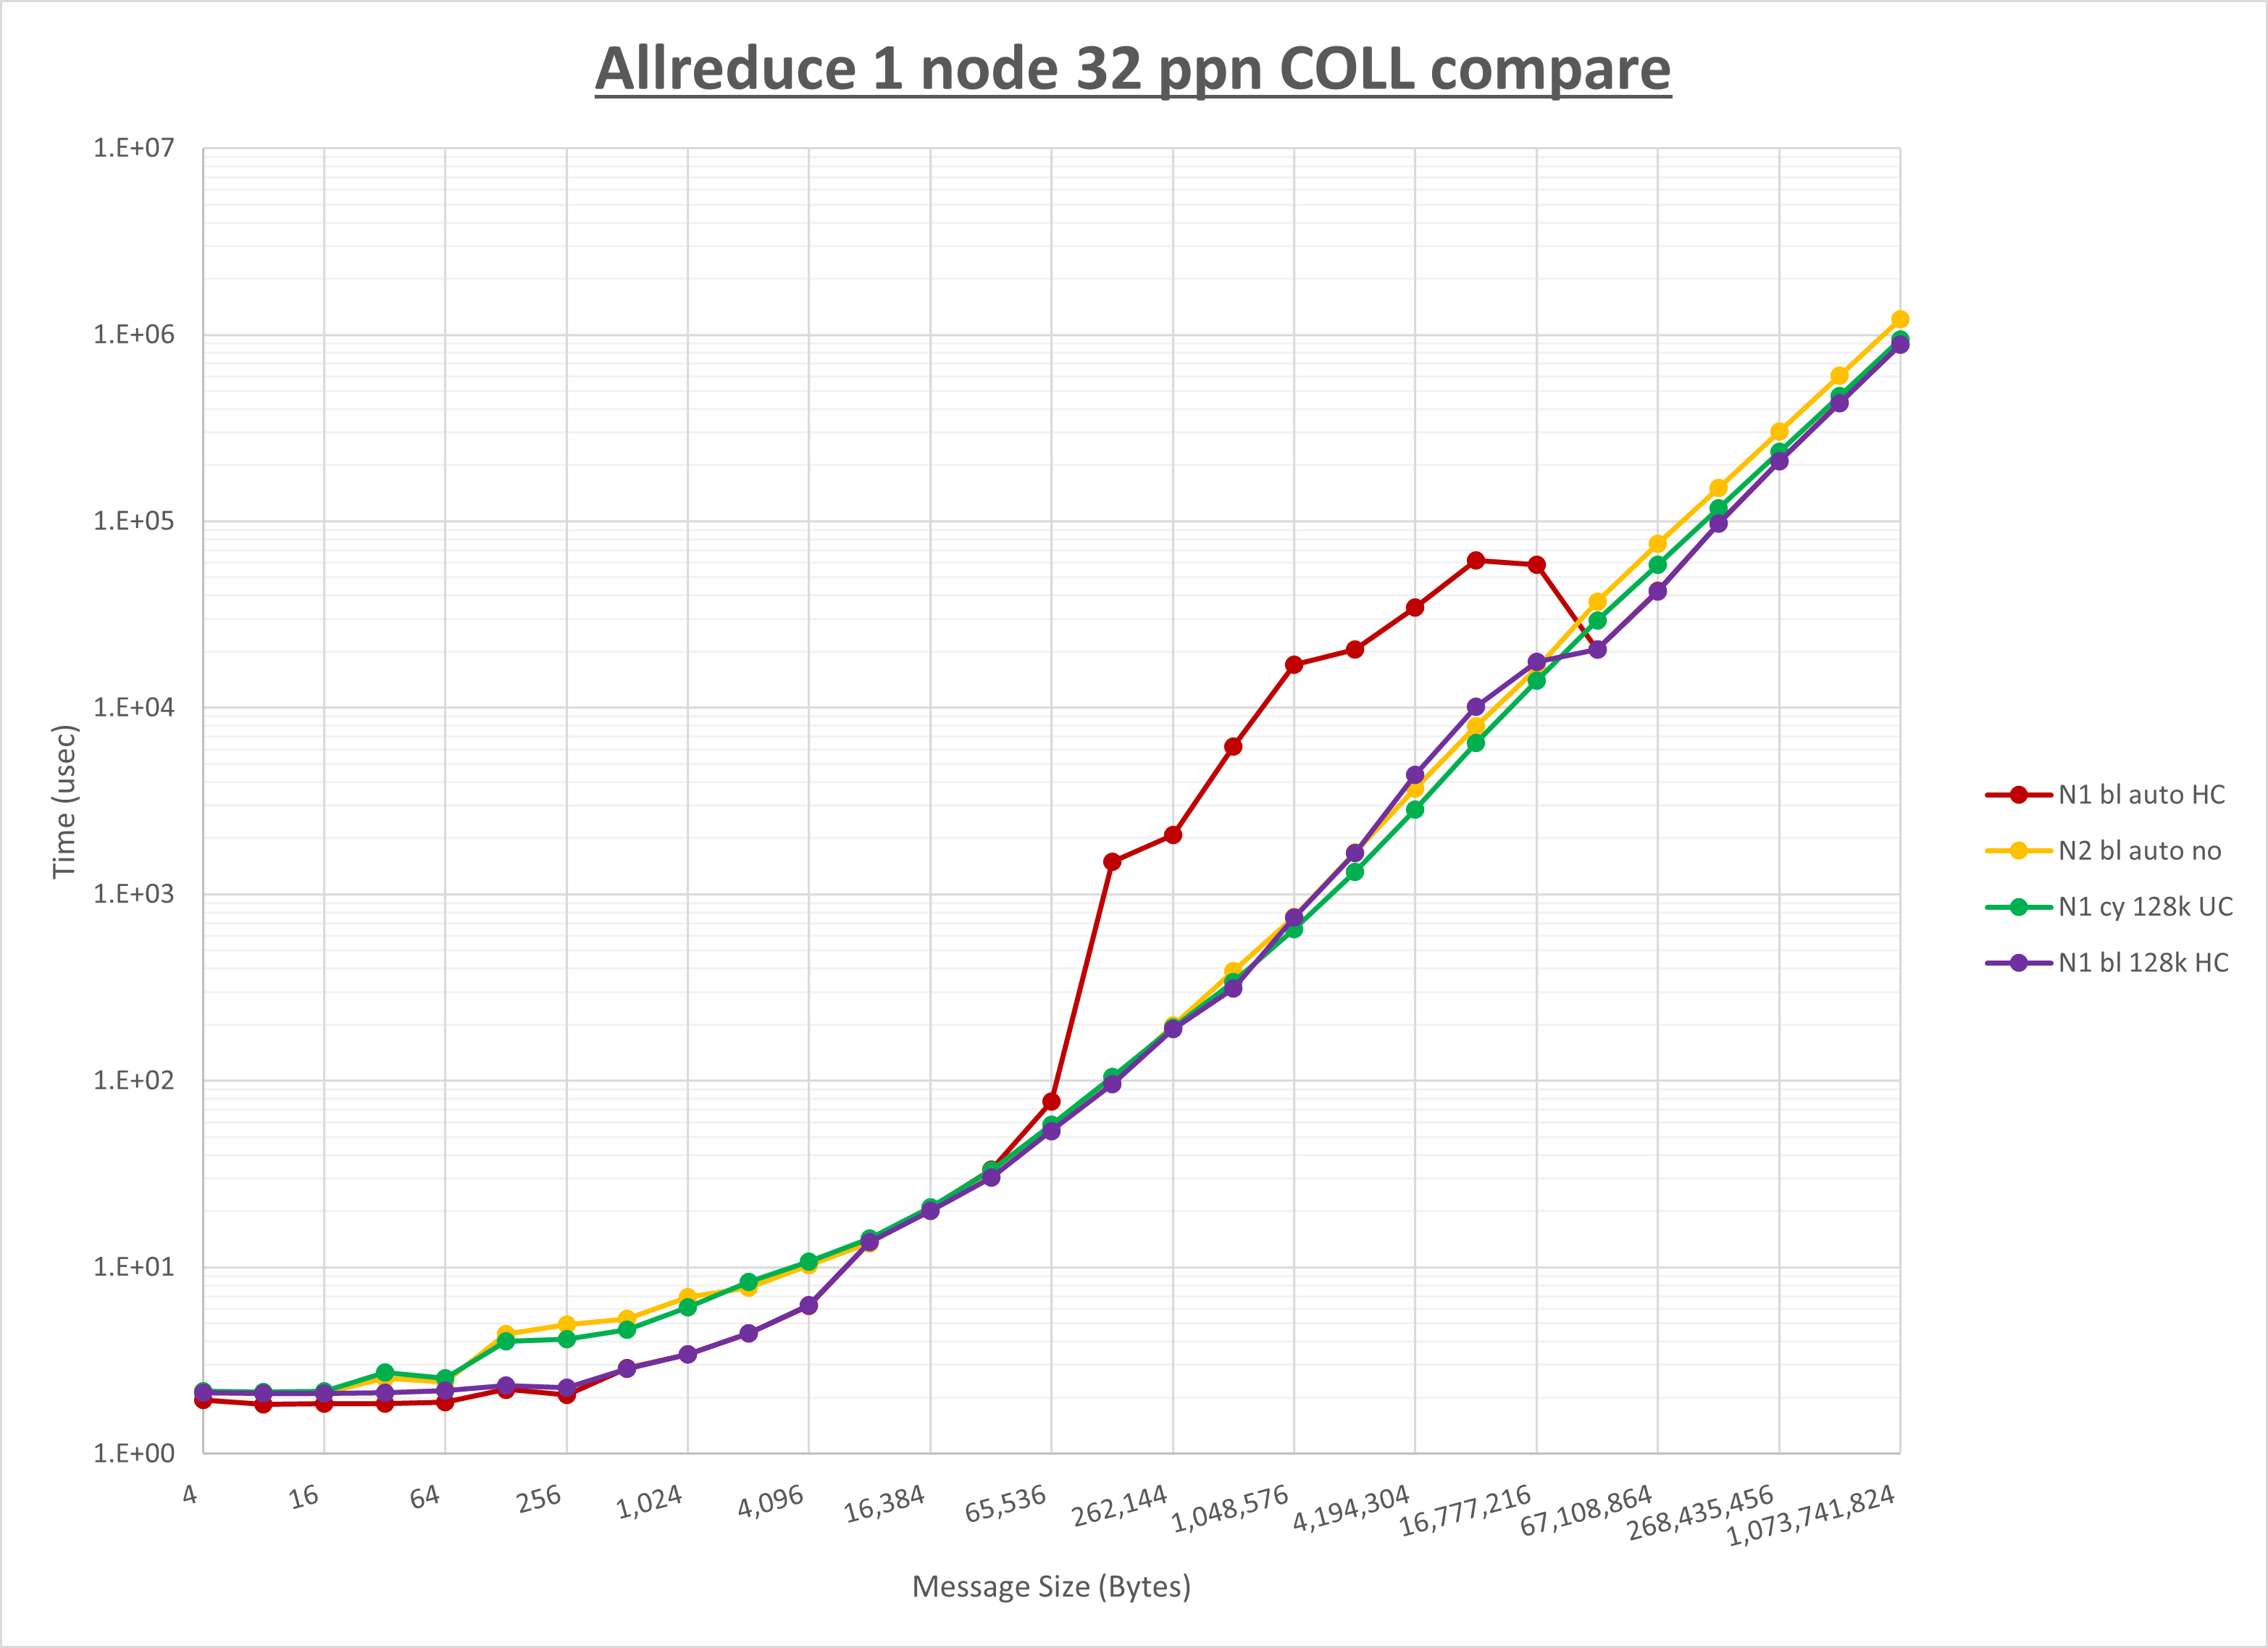 Allreduce 1 node 32 ppn COLL compare
1.E+07
1.E+06
1.E+05
1.E+04
1.E+03
1.E+02
1.E+01
1.E+00
Time (usec)
4
16
64
256
1,024
4,096
16,384
65,536
262,144
1,048,576
4,194,304
16,777,216
67,108,864
268,435,456
1,073,741,824
Message Size (Bytes)
N1 bl auto HC
N2 bl auto no
N1 cy 128k UC
N1 bl 128k HC